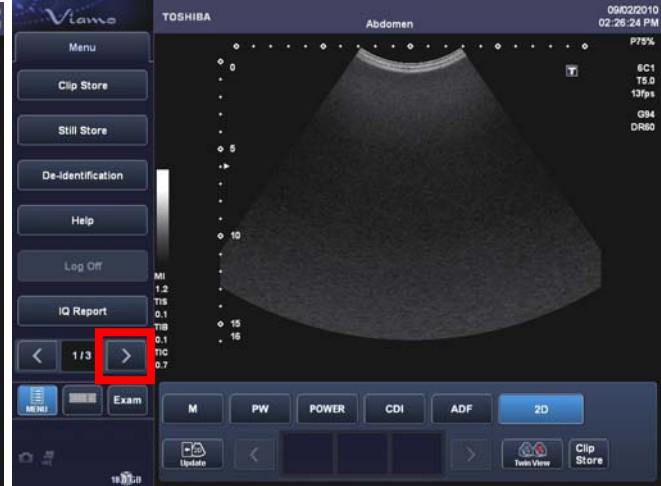 Viamo
TOSHIBA
Abdomen
09/02/2010
02:26:24 PM
Menu
Clip Store
Still Store
De-Identification
Help
Log Off
IQ Report
1/3
MENU
Exam
P75%
6C1
T5.0
13fps
G94
DR60
T
0
5
10
15
16
MI
1.2
TIS
0.1
TIB
0.1
TIC
0.7
M PW POWER CDI ADF 2D
Update
Twin View
Clip
Store